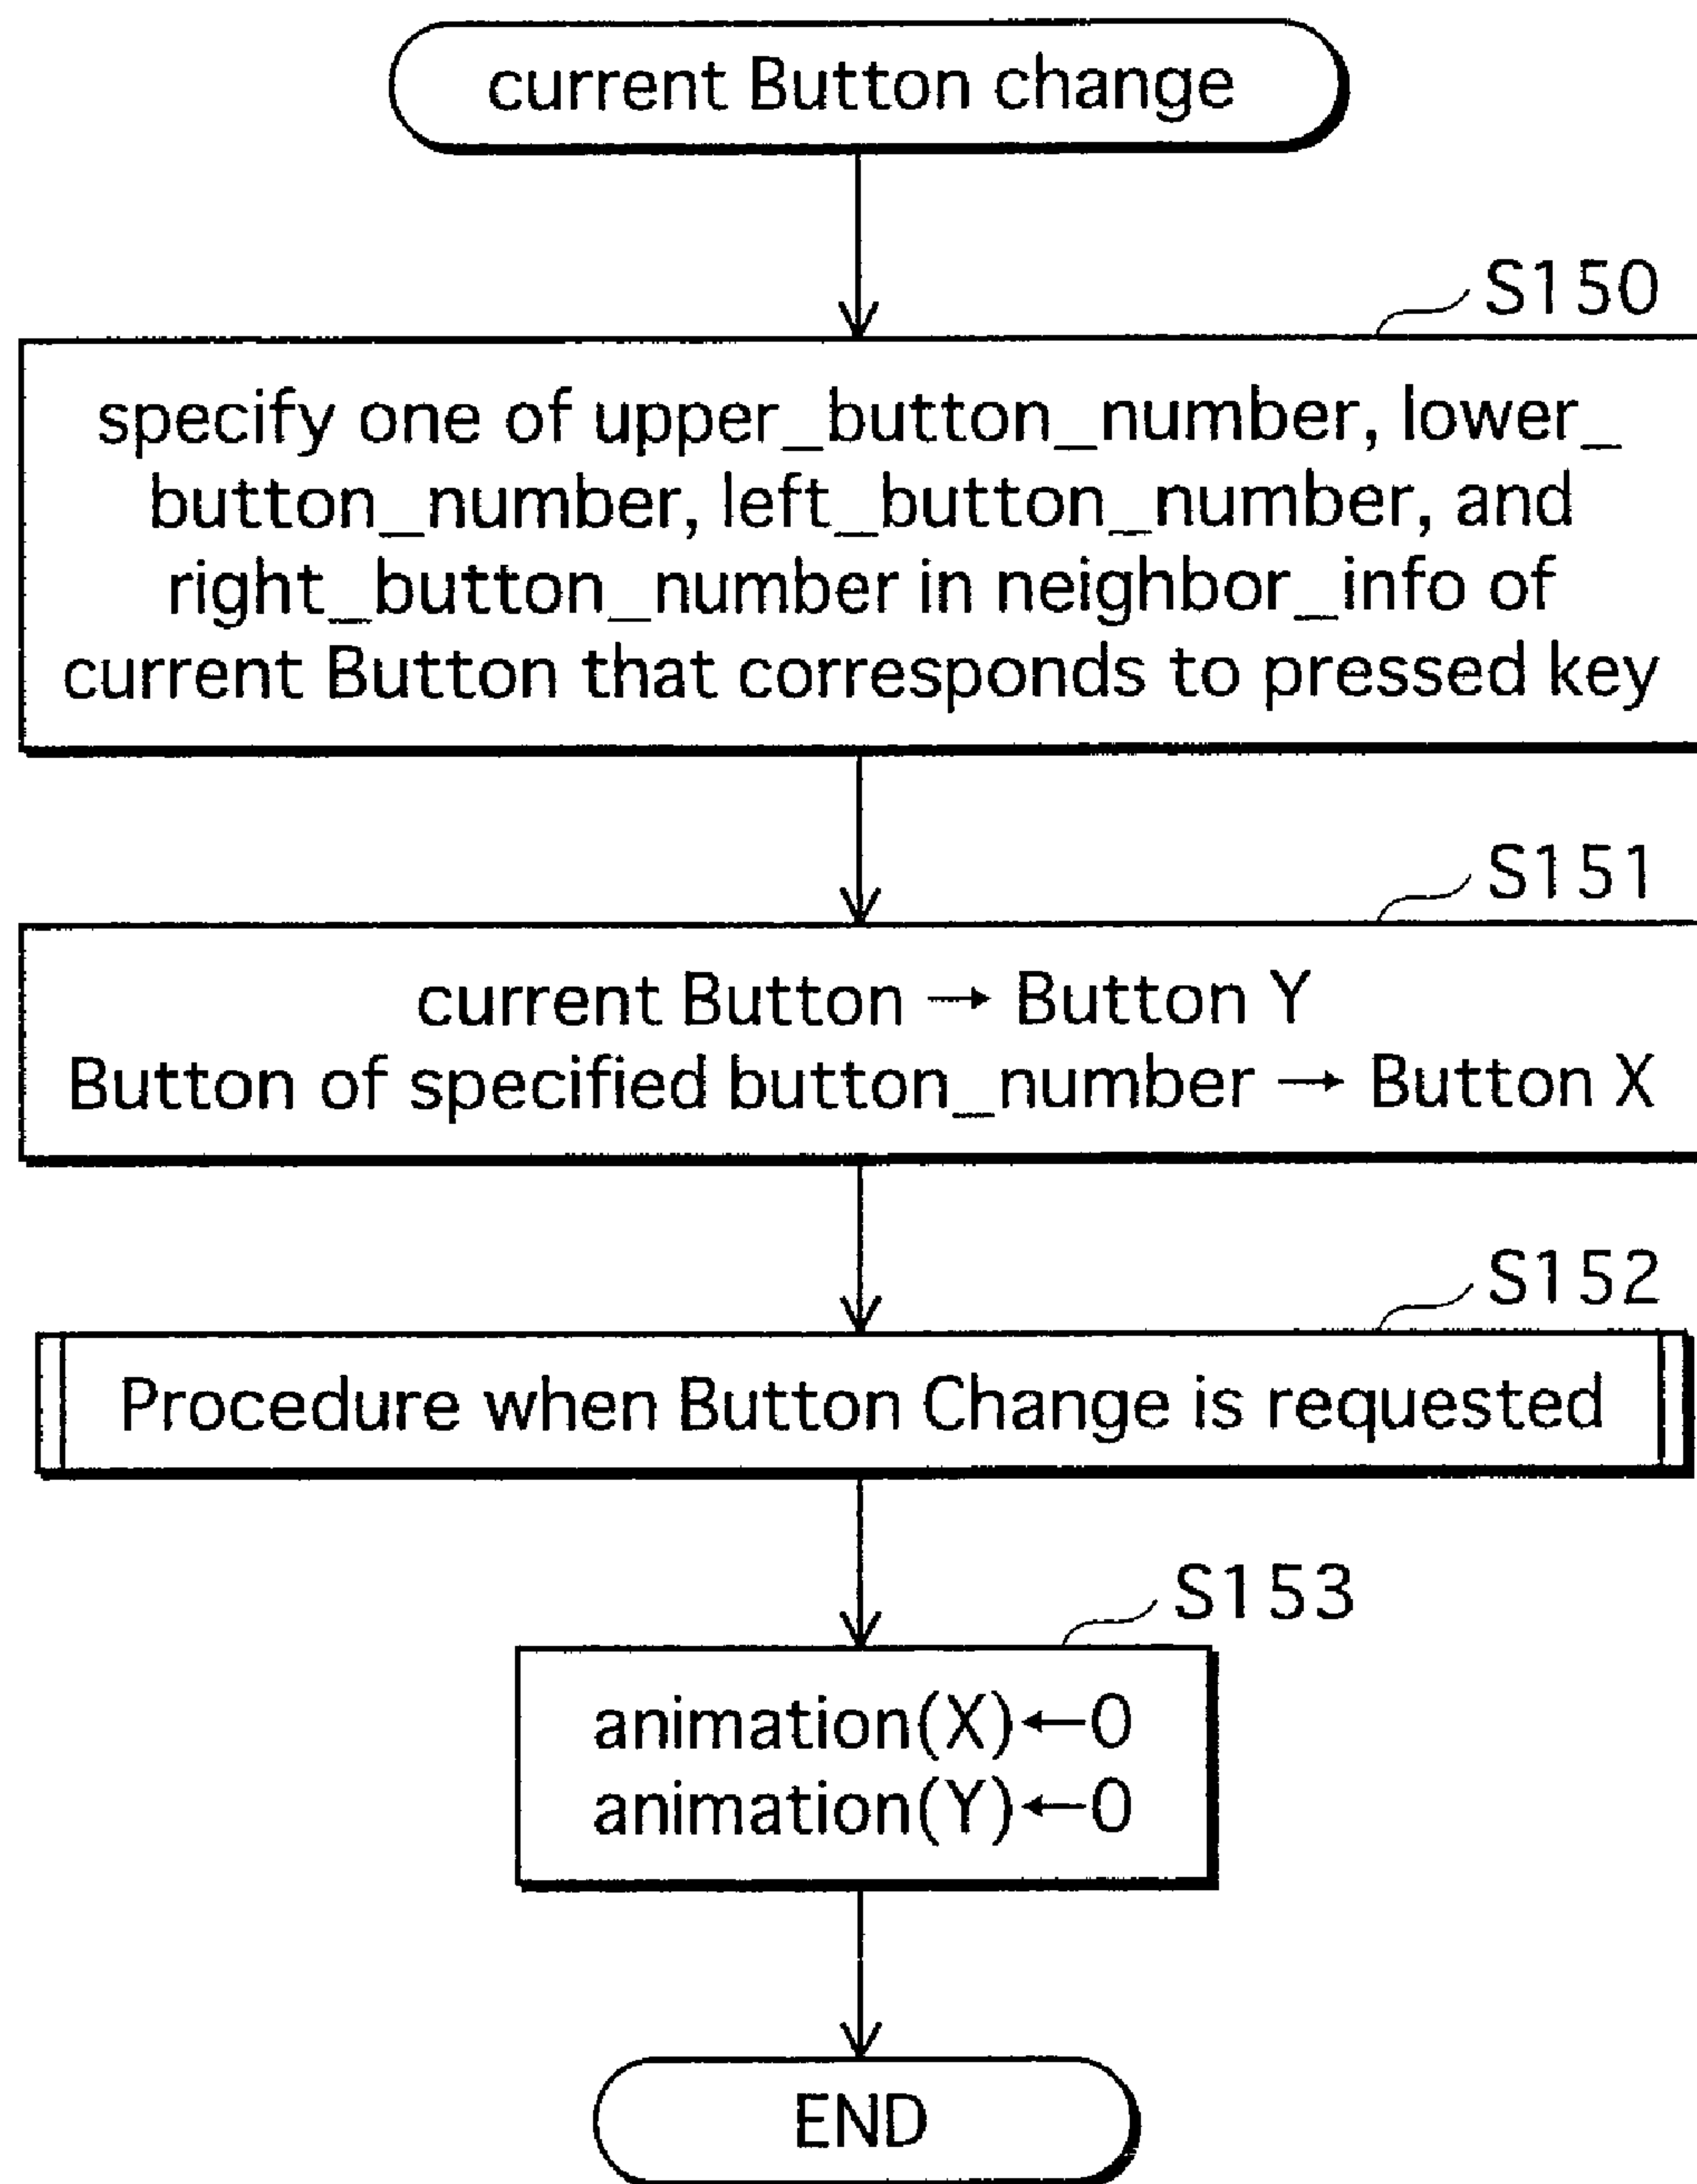 current Button change
S150
specify one of upper_button_number, lower_
button_number, left_button_number, and
right_button_number in neighbor_info of
current Button that corresponds to pressed key
S151
current Button → Button Y
Button of specified button_number → Button X
S152
Procedure when Button Change is requested
S153
animation(X)←0
animation(Y)←0
END